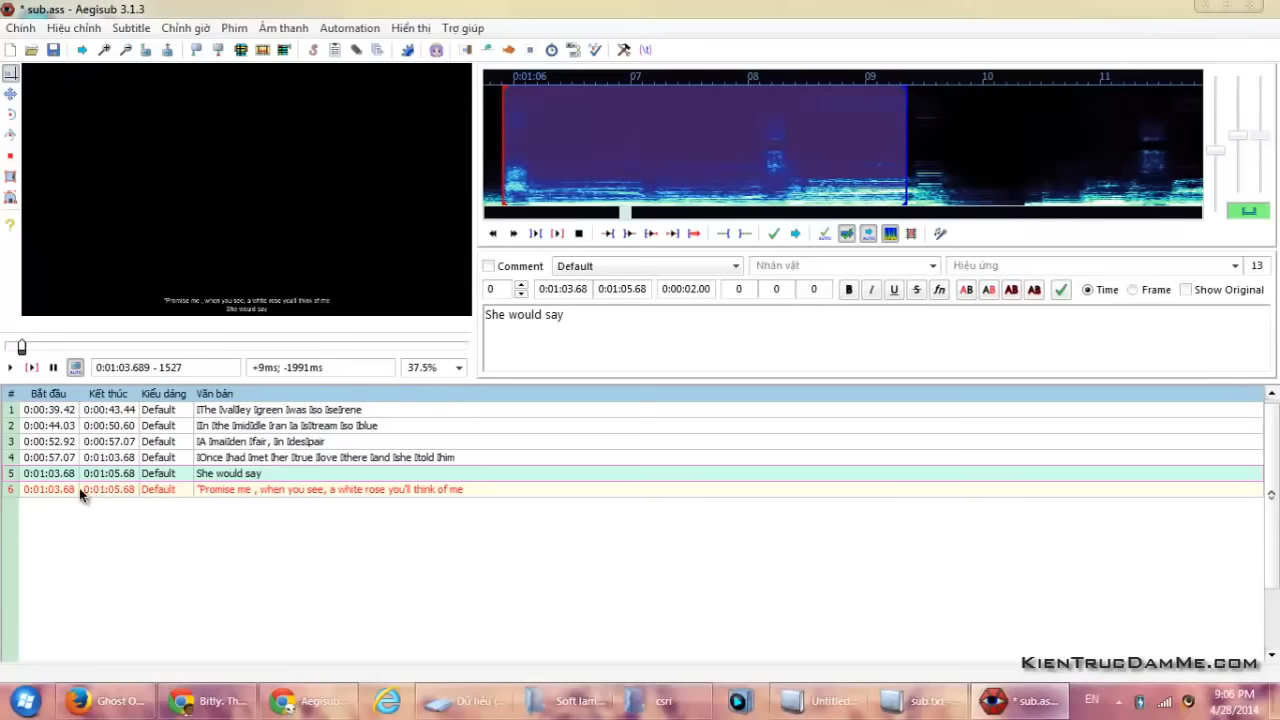 * sub.ass - Aegisub 3.1.3
Chính Hiệu chỉnh Subtitle Chỉnh giờ Phim Âm thanh Automation Hiển thị Trợ giúp
0:01:06 07 08 09 10 11
"Promise me , when you see, a white rose you'll think of me
She would say
Comment Default Nhân vật Hiệu ứng 13
0 0:01:03.68 0:01:05.68 0:00:02.00 0 0 0 B I U S fn AB AB AB AB Time Frame Show Original
She would say
0:01:03.689 - 1527 +9ms; -1991ms 37.5%
# Bắt đầu Kết thúc Kiểu dáng Văn bản
1 0:00:39.42 0:00:43.44 Default The valley green was so serene
2 0:00:44.03 0:00:50.60 Default In the middle ran a stream so blue
3 0:00:52.92 0:00:57.07 Default A maiden fair, in despair
4 0:00:57.07 0:01:03.68 Default Once had met her true love there and she told him
5 0:01:03.68 0:01:05.68 Default She would say
6 0:01:03.68 0:01:05.68 Default "Promise me , when you see, a white rose you'll think of me
KienTrucDamMe.com
Ghost O... Bitty. Th... Aegisub... Dữ liệu (... Soft lam... csri Untitled... sub.txt -... * sub.as... EN 9:06 PM
4/28/2014